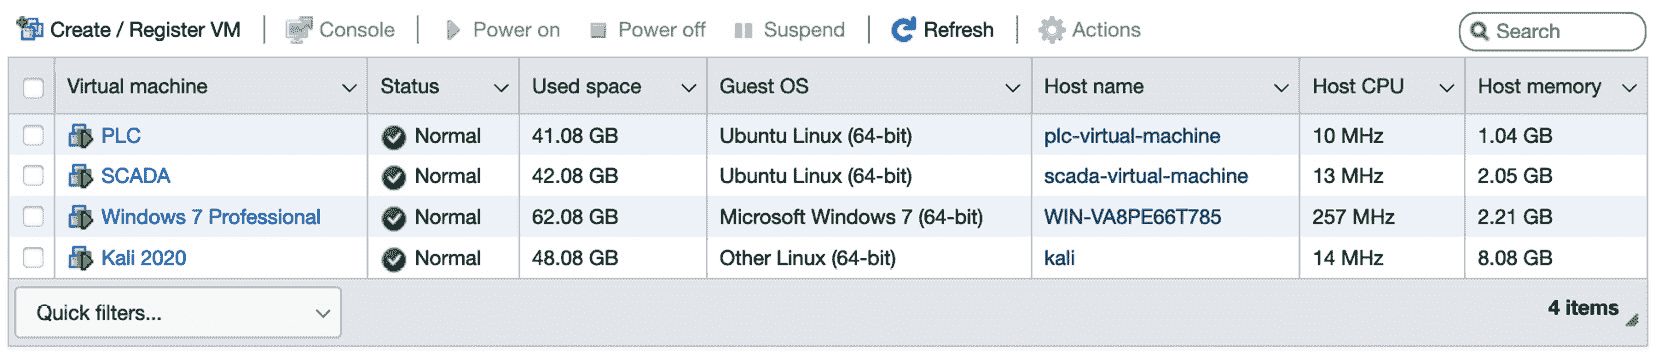 Create / Register VM Console Power on Power off Suspend Refresh Actions Search
Virtual machine Status Used space Guest OS Host name Host CPU Host memory
PLC Normal 41.08 GB Ubuntu Linux (64-bit) plc-virtual-machine 10 MHz 1.04 GB
SCADA Normal 42.08 GB Ubuntu Linux (64-bit) scada-virtual-machine 13 MHz 2.05 GB
Windows 7 Professional Normal 62.08 GB Microsoft Windows 7 (64-bit) WIN-VA8PE66T785 257 MHz 2.21 GB
Kali 2020 Normal 48.08 GB Other Linux (64-bit) kali 14 MHz 8.08 GB
Quick filters... 4 items